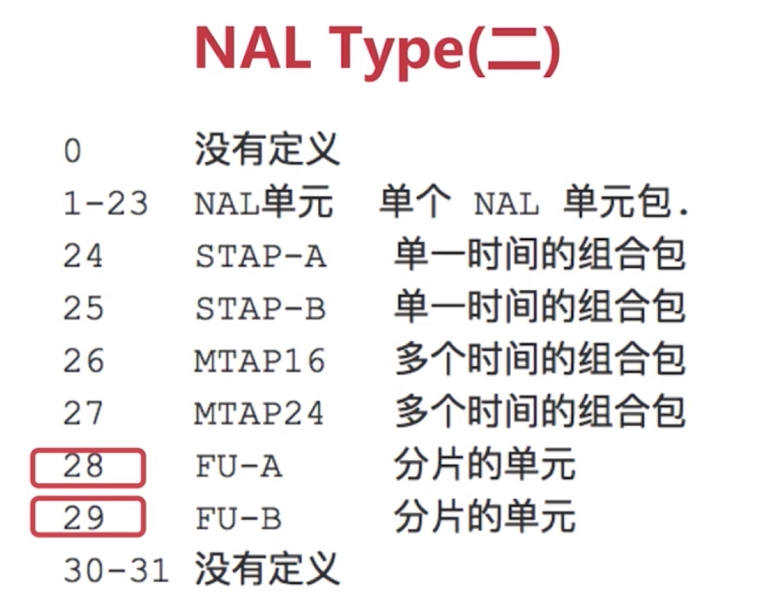 NAL Type(二)
0 没有定义
1-23 NAL单元 单个 NAL 单元包.
24 STAP-A 单一时间的组合包
25 STAP-B 单一时间的组合包
26 MTAP16 多个时间的组合包
27 MTAP24 多个时间的组合包
28 FU-A 分片的单元
29 FU-B 分片的单元
30-31 没有定义